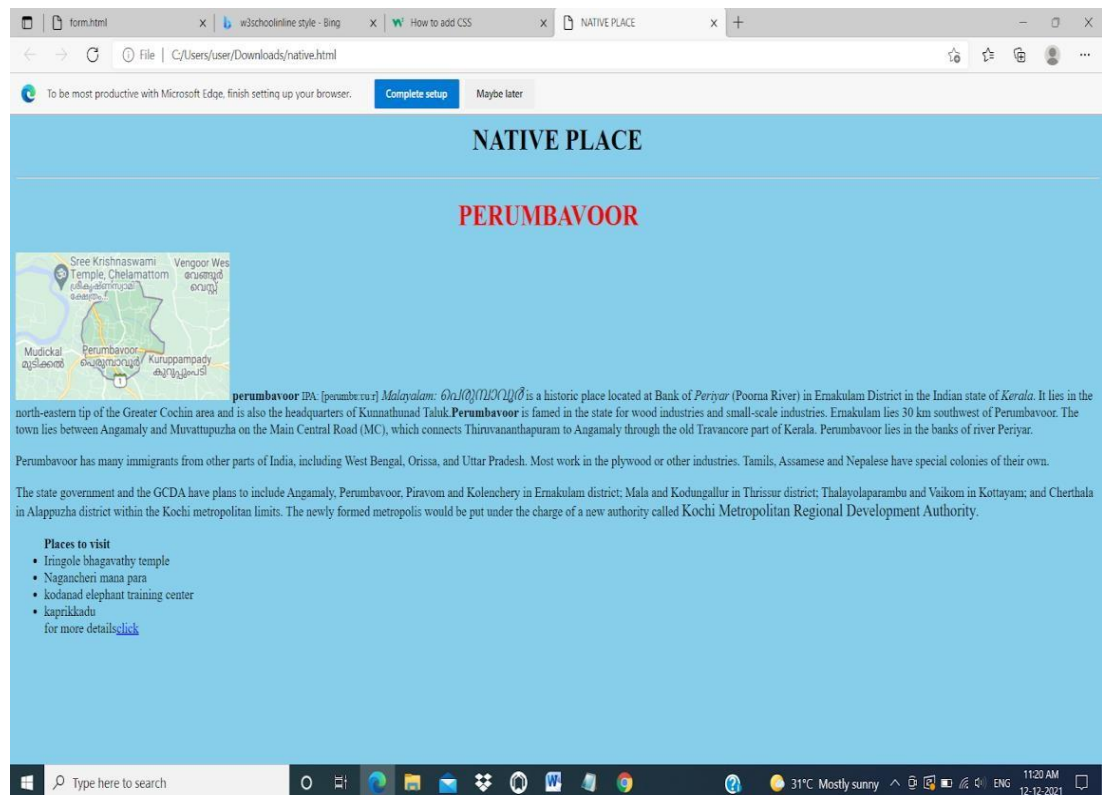 form.html
w3schoolinline style - Bing
How to add CSS
NATIVE PLACE
File | C:/Users/user/Downloads/native.html
To be most productive with Microsoft Edge, finish setting up your browser.
Complete setup
Maybe later
NATIVE PLACE
PERUMBAVOOR
Sree Krishnaswami
Temple, Chelamattom
Vengoor Wes
വേങ്ങൂർ
വെസ്റ്റ്
ശ്രീകൃഷ്ണസ്വാമി
ക്ഷേത്രം,...
Mudickal
മുടിക്കൽ
Perumbavoor
പെരുമ്പാവൂർ
Kuruppampady
കുറുപ്പംപടി
1
perumbavoor IPA: [perumbɐːʋuːr] Malayalam: പെരുമ്പാവൂർ is a historic place located at Bank of Periyar (Poorna River) in Ernakulam District in the Indian state of Kerala. It lies in the
north-eastern tip of the Greater Cochin area and is also the headquarters of Kunnathunad Taluk.Perumbavoor is famed in the state for wood industries and small-scale industries. Ernakulam lies 30 km southwest of Perumbavoor. The
town lies between Angamaly and Muvattupuzha on the Main Central Road (MC), which connects Thiruvananthapuram to Angamaly through the old Travancore part of Kerala. Perumbavoor lies in the banks of river Periyar.
Perumbavoor has many immigrants from other parts of India, including West Bengal, Orissa, and Uttar Pradesh. Most work in the plywood or other industries. Tamils, Assamese and Nepalese have special colonies of their own.
The state government and the GCDA have plans to include Angamaly, Perumbavoor, Piravom and Kolenchery in Ernakulam district; Mala and Kodungallur in Thrissur district; Thalayolaparambu and Vaikom in Kottayam; and Cherthala
in Alappuzha district within the Kochi metropolitan limits. The newly formed metropolis would be put under the charge of a new authority called Kochi Metropolitan Regional Development Authority.
Places to visit
Iringole bhagavathy temple
Nagancheri mana para
kodanad elephant training center
kaprikkadu
for more detailsclick
Type here to search
31°C Mostly sunny
ENG
11:20 AM
12-12-2021